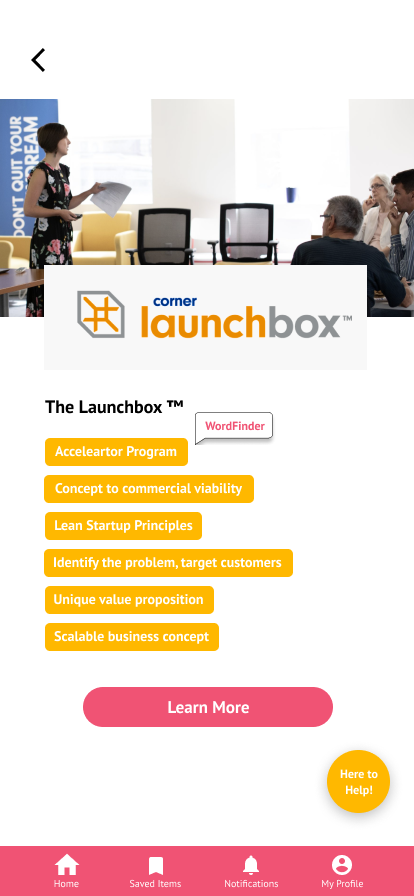 DON'T QUIT YOUR
DREAM
corner
launchbox™
The Launchbox ™
WordFinder
Acceleartor Program
Concept to commercial viability
Lean Startup Principles
Identify the problem, target customers
Unique value proposition
Scalable business concept
Learn More
Here to
Help!
Home
Saved Items
Notifications
My Profile